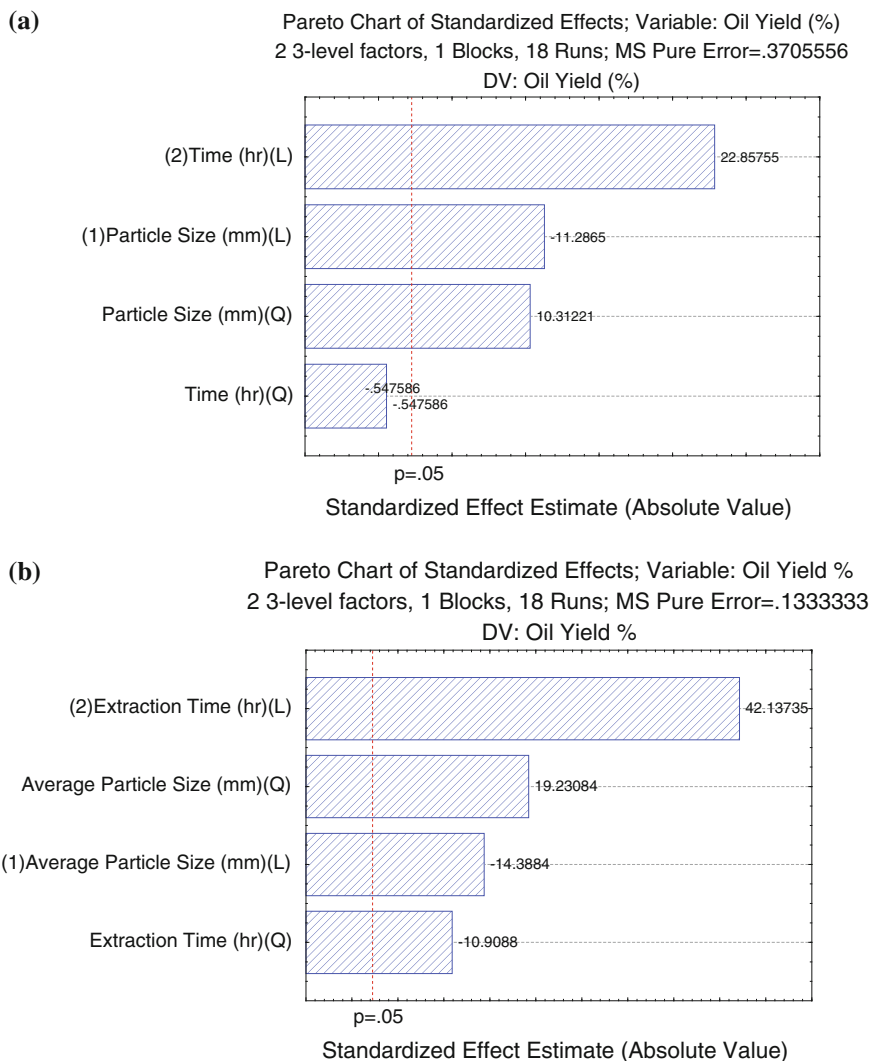 (a)
Pareto Chart of Standardized Effects; Variable: Oil Yield (%)
2 3-level factors, 1 Blocks, 18 Runs; MS Pure Error=.3705556
DV: Oil Yield (%)
(2)Time (hr)(L)
22.85755
(1)Particle Size (mm)(L)
-11.2865
Particle Size (mm)(Q)
10.31221
Time (hr)(Q)
-.547586
-.547586
p=.05
Standardized Effect Estimate (Absolute Value)
(b)
Pareto Chart of Standardized Effects; Variable: Oil Yield %
2 3-level factors, 1 Blocks, 18 Runs; MS Pure Error=.1333333
DV: Oil Yield %
(2)Extraction Time (hr)(L)
42.13735
Average Particle Size (mm)(Q)
19.23084
(1)Average Particle Size (mm)(L)
-14.3884
Extraction Time (hr)(Q)
-10.9088
p=.05
Standardized Effect Estimate (Absolute Value)